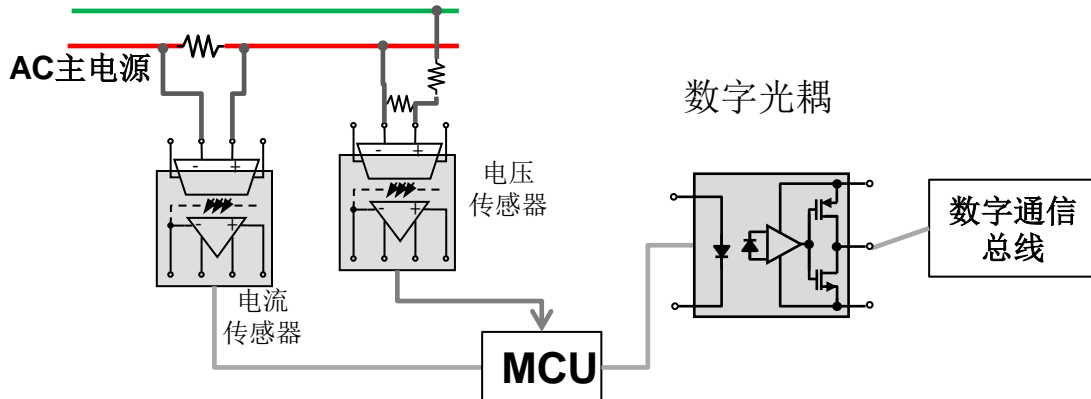 AC主电源
数字光耦
电压
传感器
数字通信
总线
电流
传感器
MCU
- +
- +
- +
- +